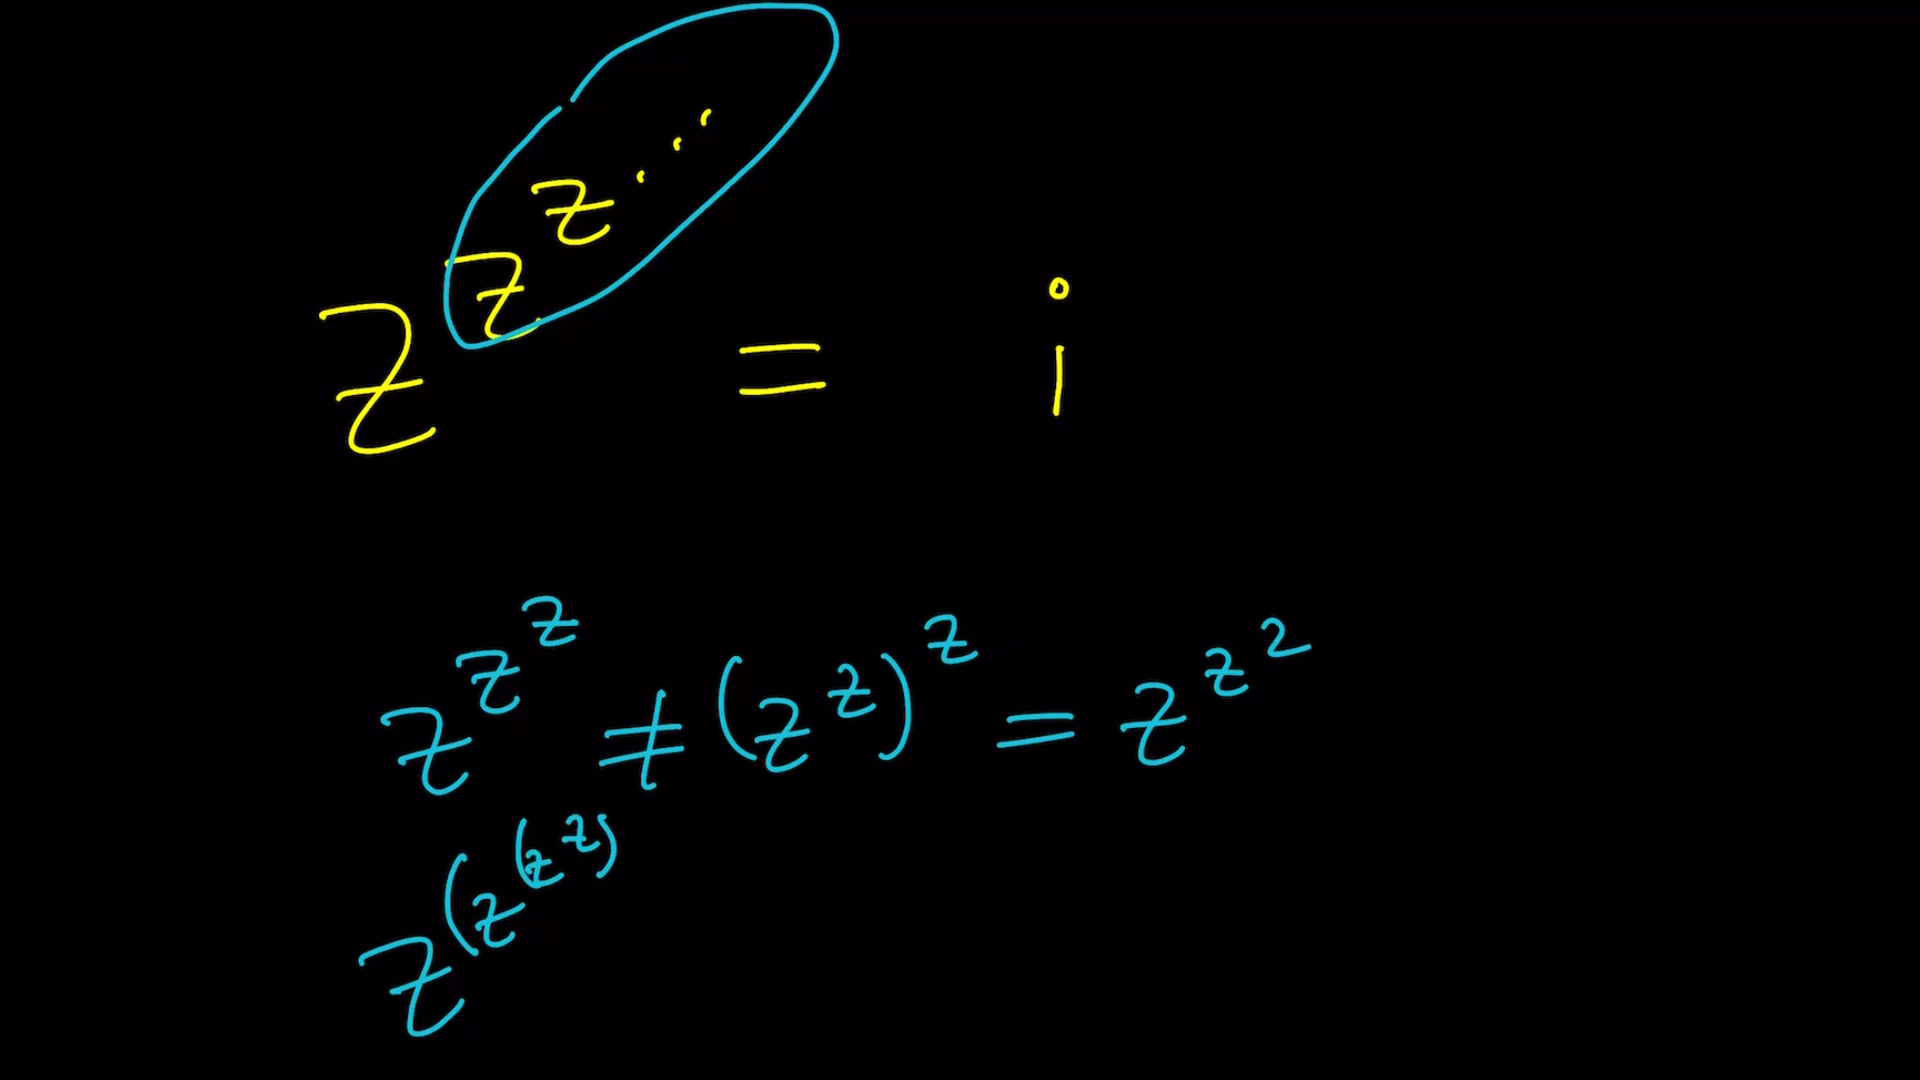 z^{z^{z^{...}}} = i
z^{z^{z}} ≠ (z^{z})^{z} = z^{z^{2}}
z^{(z^{(z^{z})}}